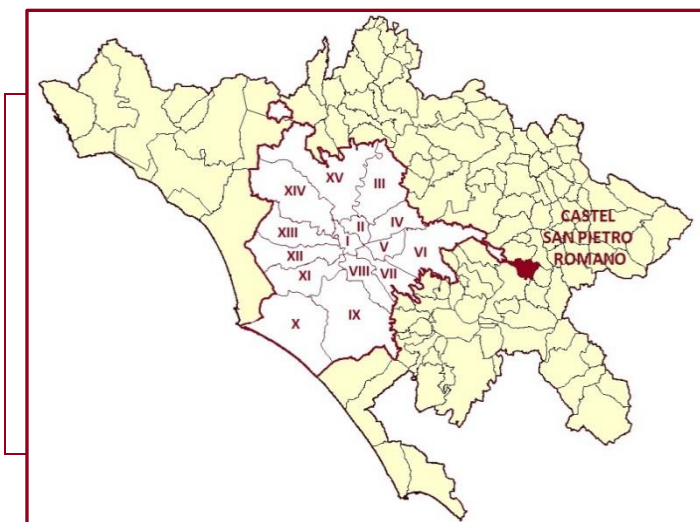 XV
XIV
III
II
IV
XIII
I
V
VI
XII
VIII
VII
XI
X
IX
CASTEL
SAN PIETRO
ROMANO